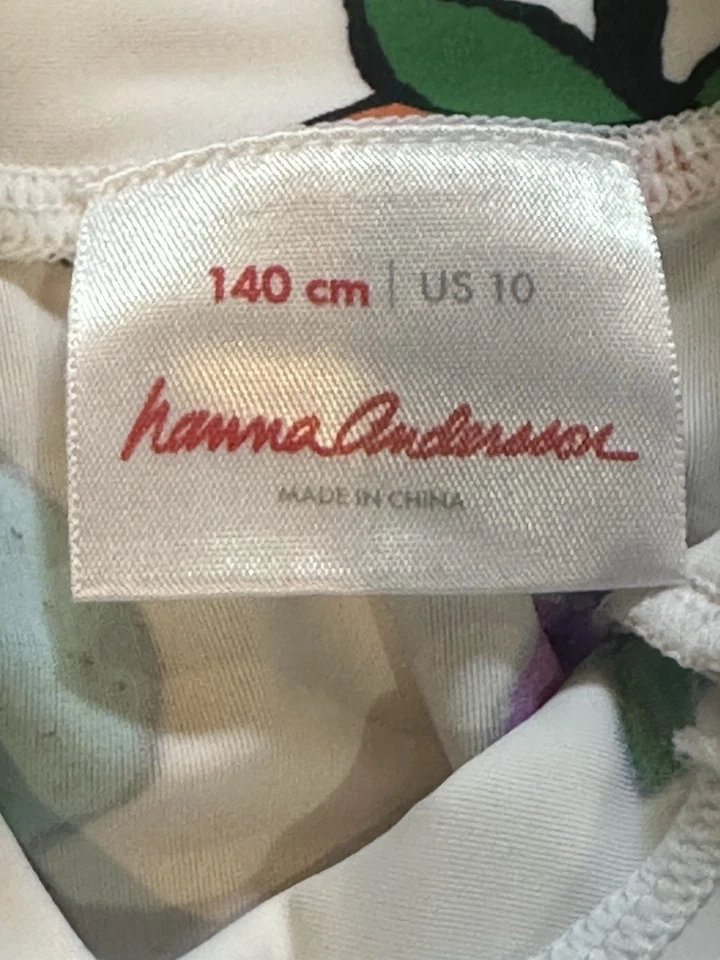 140 cm | US 10
hanna Andersson
MADE IN CHINA